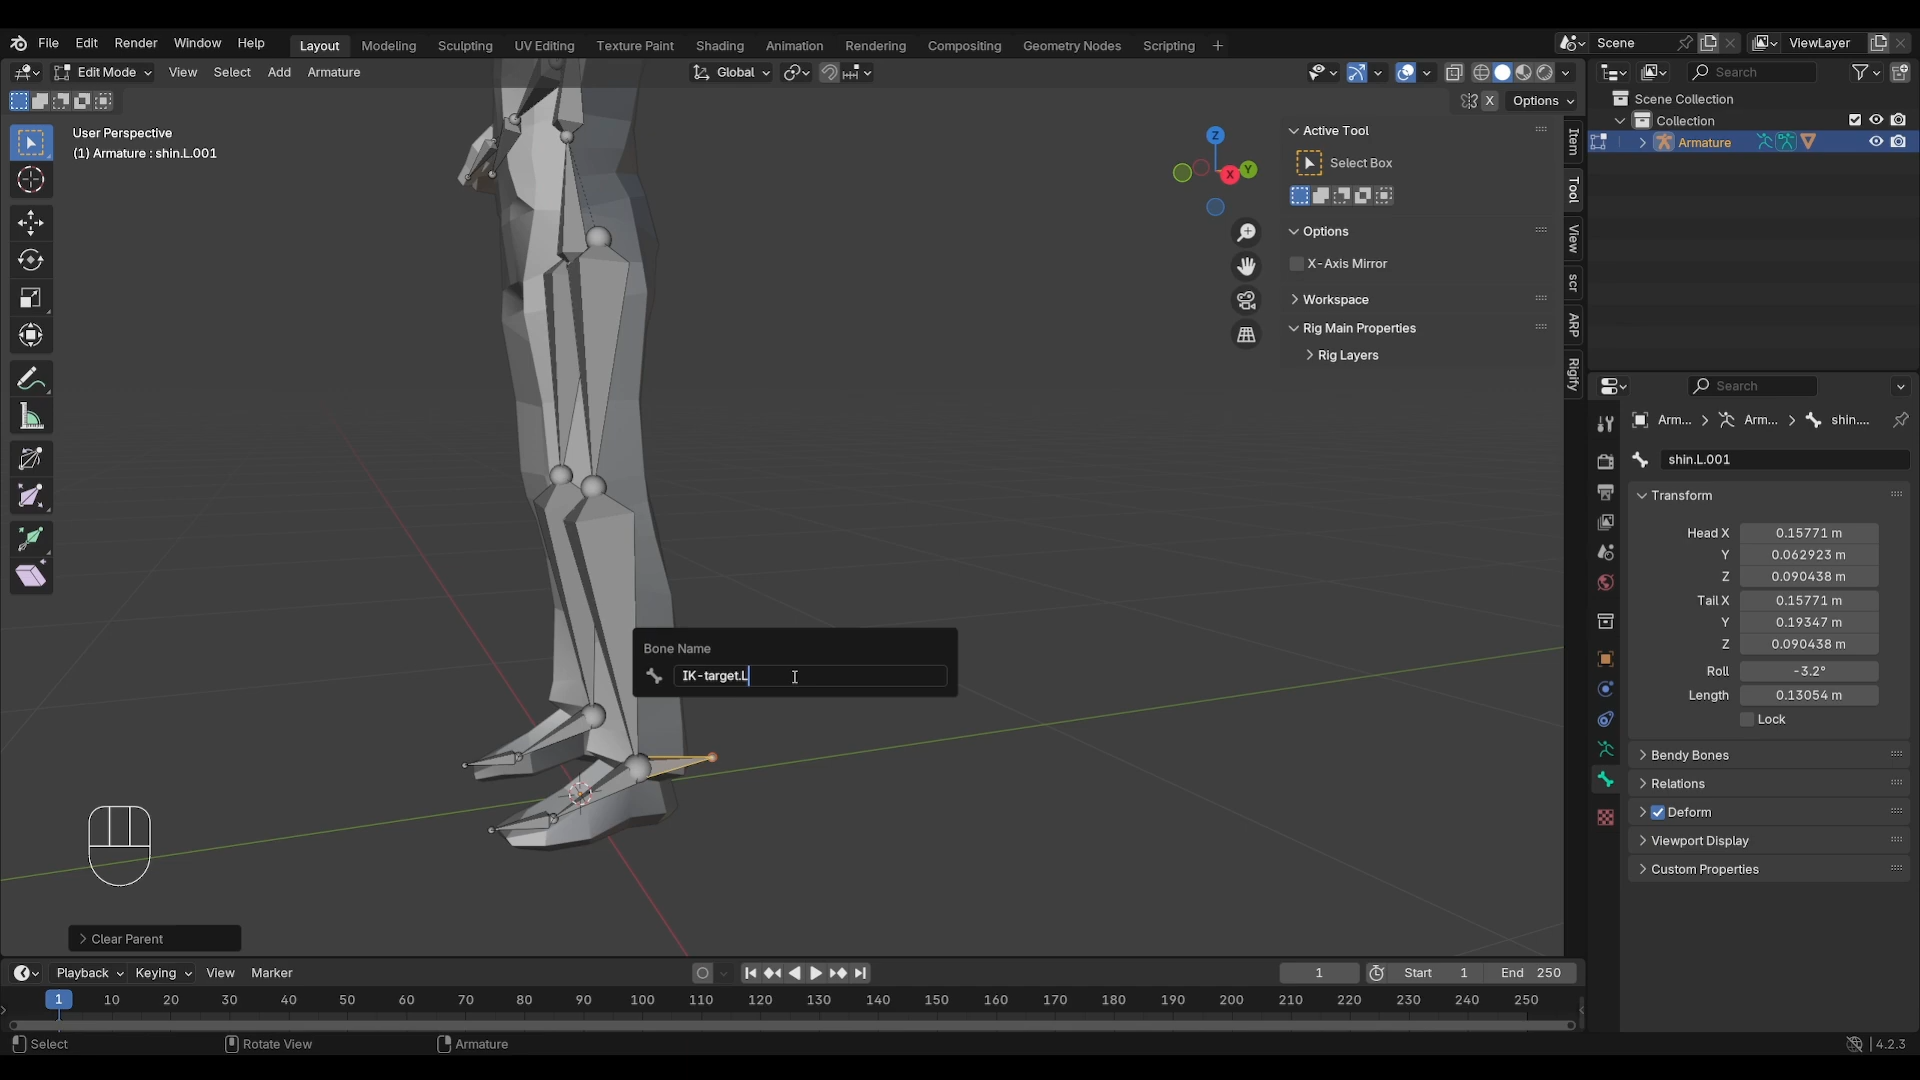 File Edit Render Window Help Layout Modeling Sculpting UV Editing Texture Paint Shading Animation Rendering Compositing Geometry Nodes Scripting + Scene ViewLayer
Edit Mode View Select Add Armature Global Search
X Options
User Perspective
(1) Armature : shin.L.001
Scene Collection
Collection
Armature
Z
Y
X
Active Tool
Select Box
Options
X-Axis Mirror
Workspace
Rig Main Properties
Rig Layers
Item
Tool
View
scr
ARP
Rigify
Search
Arm...
Arm...
shin....
shin.L.001
Transform
Head X 0.15771 m
Y 0.062923 m
Z 0.090438 m
Tail X 0.15771 m
Y 0.19347 m
Z 0.090438 m
Roll -3.2°
Length 0.13054 m
Lock
Bendy Bones
Relations
Deform
Viewport Display
Custom Properties
Bone Name
IK-target.L
Clear Parent
Playback Keying View Marker 1 Start 1 End 250
1 10 20 30 40 50 60 70 80 90 100 110 120 130 140 150 160 170 180 190 200 210 220 230 240 250
Select Rotate View Armature 4.2.3